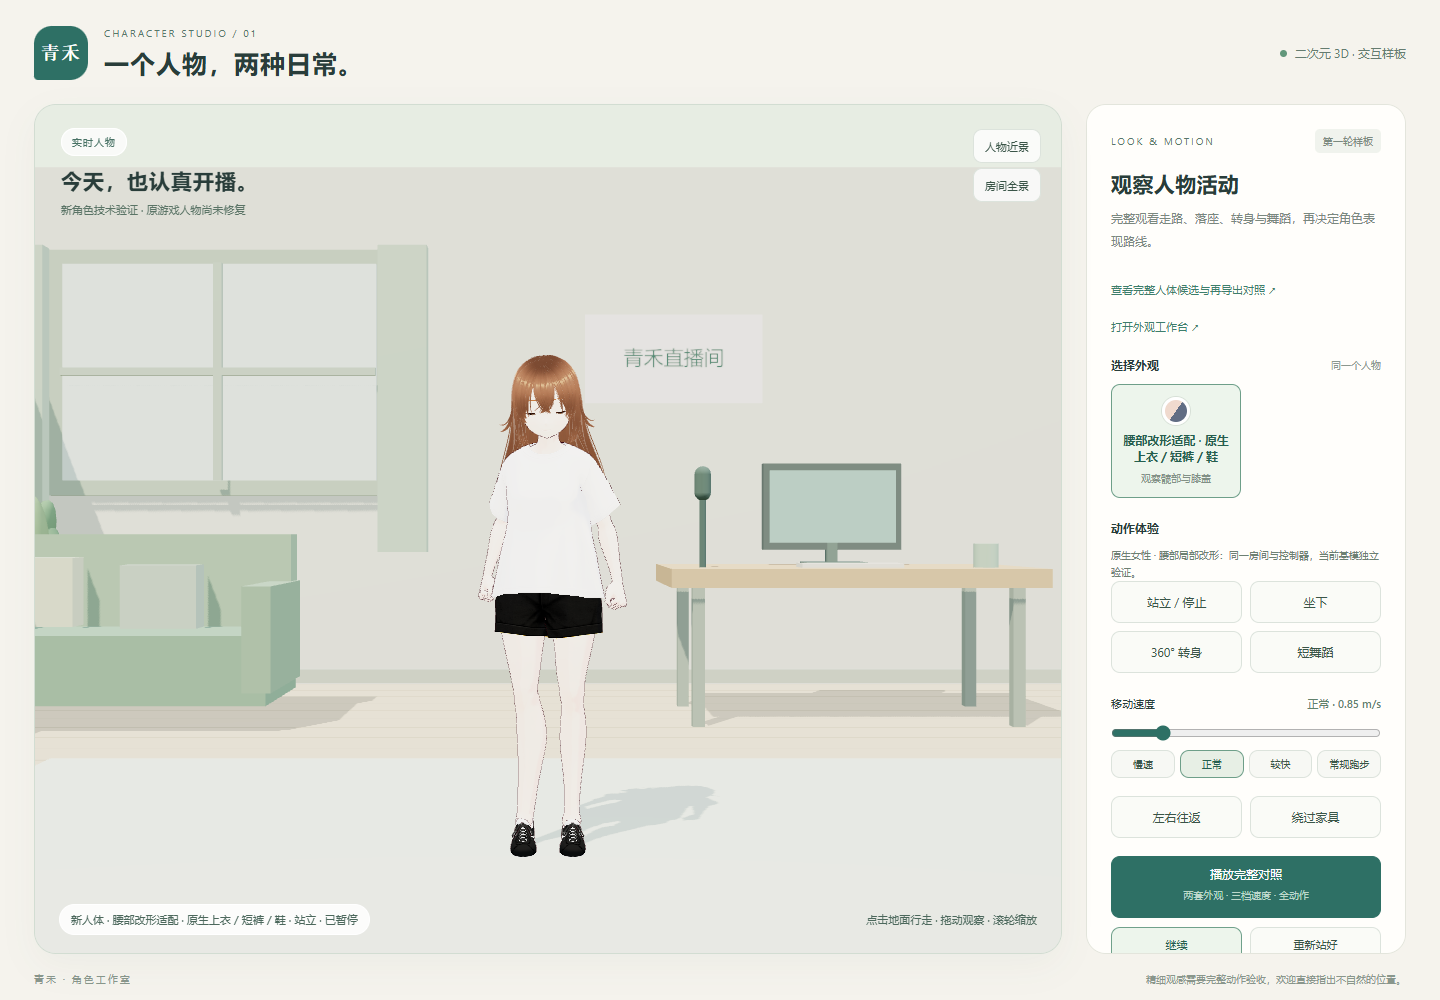 青禾
CHARACTER STUDIO / 01
一个人物，两种日常。
二次元 3D · 交互样板
实时人物
今天，也认真开播。
新角色技术验证 · 原游戏人物尚未修复
人物近景
房间全景
青禾直播间
新人体 · 腰部改形适配 · 原生上衣 / 短裤 / 鞋 · 站立 · 已暂停
点击地面行走 · 拖动观察 · 滚轮缩放
LOOK & MOTION
第一轮样板
观察人物活动
完整观看走路、落座、转身与舞蹈，再决定角色表
现路线。
查看完整人体候选与再导出对照 ↗
打开外观工作台 ↗
选择外观
同一个人物
腰部改形适配 · 原生
上衣 / 短裤 / 鞋
观察髋部与膝盖
动作体验
原生女性 · 腰部局部改形：同一房间与控制器，当前基模独立
验证。
站立 / 停止
坐下
360° 转身
短舞蹈
移动速度
正常 · 0.85 m/s
慢速
正常
较快
常规跑步
左右往返
绕过家具
播放完整对照
两套外观 · 三档速度 · 全动作
继续
重新站好
青禾 · 角色工作室
精细观感需要完整动作验收，欢迎直接指出不自然的位置。